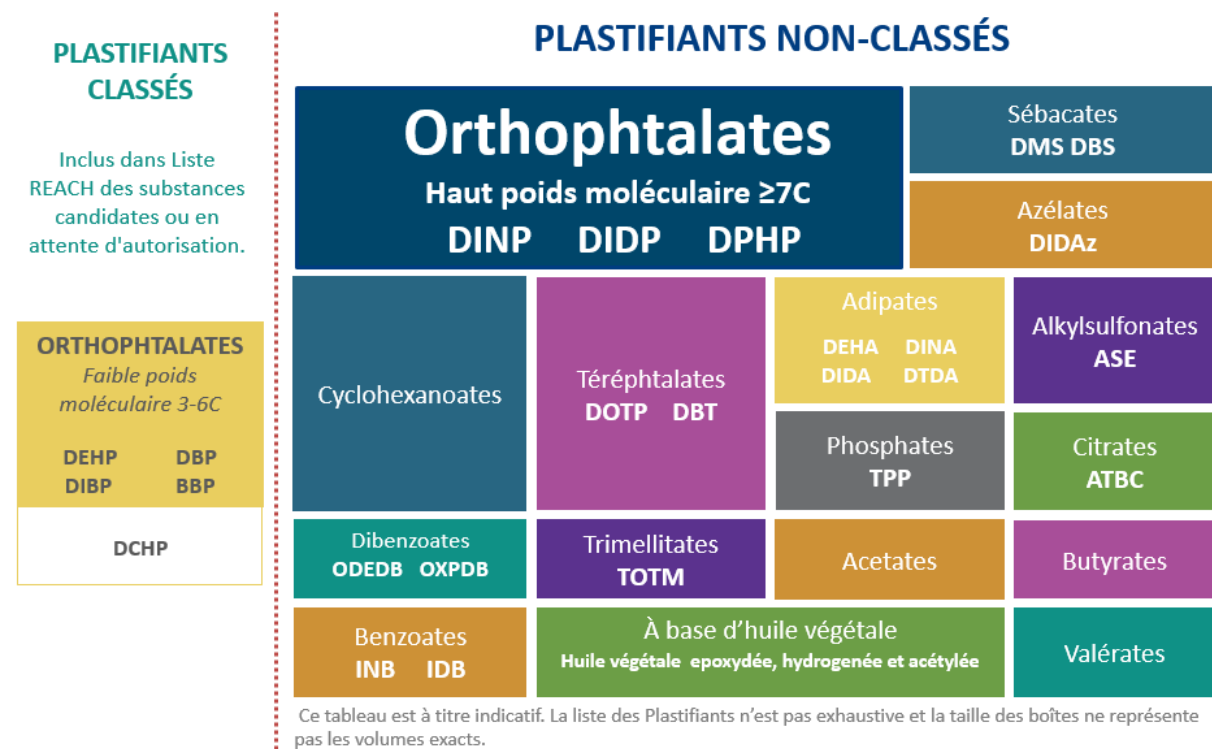 PLASTIFIANTS
CLASSÉS
Inclus dans Liste
REACH des substances
candidates ou en
attente d'autorisation.
ORTHOPHTALATES
Faible poids
moléculaire 3-6C
DEHP DBP
DIBP BBP
DCHP
PLASTIFIANTS NON-CLASSÉS
Orthophtalates
Haut poids moléculaire ≥7C
DINP DIDP DPHP
Sébacates
DMS DBS
Azélates
DIDAz
Cyclohexanoates
Téréphtalates
DOTP DBT
Adipates
DEHA DINA
DIDA DTDA
Alkylsulfonates
ASE
Phosphates
TPP
Citrates
ATBC
Dibenzoates
ODEDB OXPDB
Trimellitates
TOTM
Acetates
Butyrates
Benzoates
INB IDB
À base d’huile végétale
Huile végétale epoxydée, hydrogenée et acétylée
Valérates
Ce tableau est à titre indicatif. La liste des Plastifiants n’est pas exhaustive et la taille des boîtes ne représente
pas les volumes exacts.